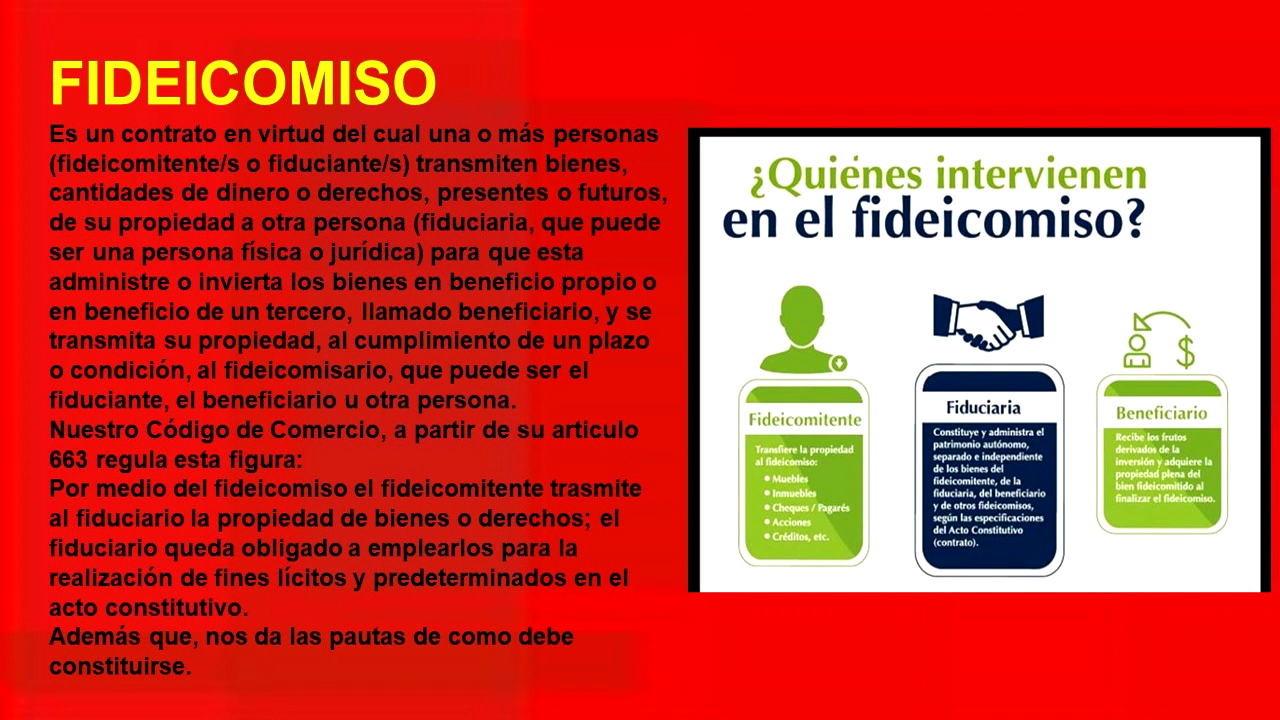 FIDEICOMISO
Es un contrato en virtud del cual una o más personas
(fideicomitente/s o fiduciante/s) transmiten bienes,
cantidades de dinero o derechos, presentes o futuros,
de su propiedad a otra persona (fiduciaria, que puede
ser una persona física o jurídica) para que esta
administre o invierta los bienes en beneficio propio o
en beneficio de un tercero, llamado beneficiario, y se
transmita su propiedad, al cumplimiento de un plazo
o condición, al fideicomisario, que puede ser el
fiduciante, el beneficiario u otra persona.
Nuestro Código de Comercio, a partir de su articulo
663 regula esta figura:
Por medio del fideicomiso el fideicomitente trasmite
al fiduciario la propiedad de bienes o derechos; el
fiduciario queda obligado a emplearlos para la
realización de fines lícitos y predeterminados en el
acto constitutivo.
Además que, nos da las pautas de como debe
constituirse.
¿Quiénes intervienen
en el fideicomiso?
Fideicomitente
Transfiere la propiedad
al fideicomiso:
• Muebles
• Inmuebles
• Cheques / Pagarés
• Acciones
• Créditos, etc.
Fiduciaria
Constituye y administra el
patrimonio autónomo,
separado e independiente
de los bienes del
fideicomitente, de la
fiduciaria, del beneficiario
y de otros fideicomisos,
según las especificaciones
del Acto Constitutivo
(contrato).
Beneficiario
Recibe los frutos
derivados de la
inversión y adquiere la
propiedad plena del
bien fideicomitido al
finalizar el fideicomiso.
$